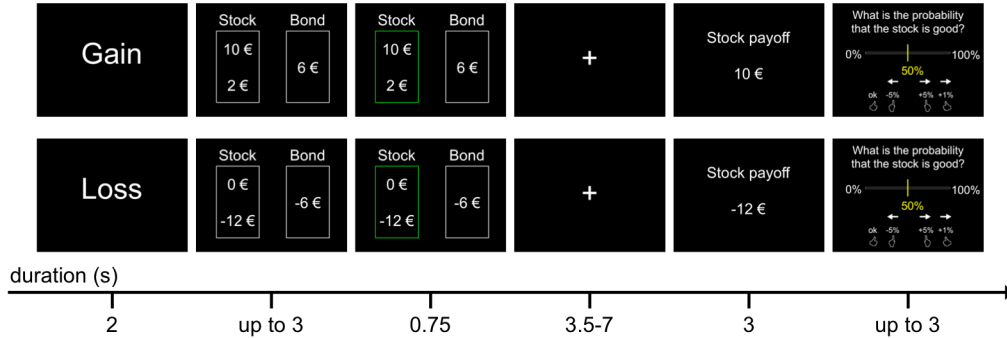 Gain
Stock Bond
10 €
6 €
2 €
Stock Bond
10 €
6 €
2 €
+
Stock payoff
10 €
What is the probability
that the stock is good?
0% 100%
50%
ok -5% +5% +1%
Loss
Stock Bond
0 €
-6 €
-12 €
Stock Bond
0 €
-6 €
-12 €
+
Stock payoff
-12 €
What is the probability
that the stock is good?
0% 100%
50%
ok -5% +5% +1%
duration (s)
2 up to 3 0.75 3.5-7 3 up to 3